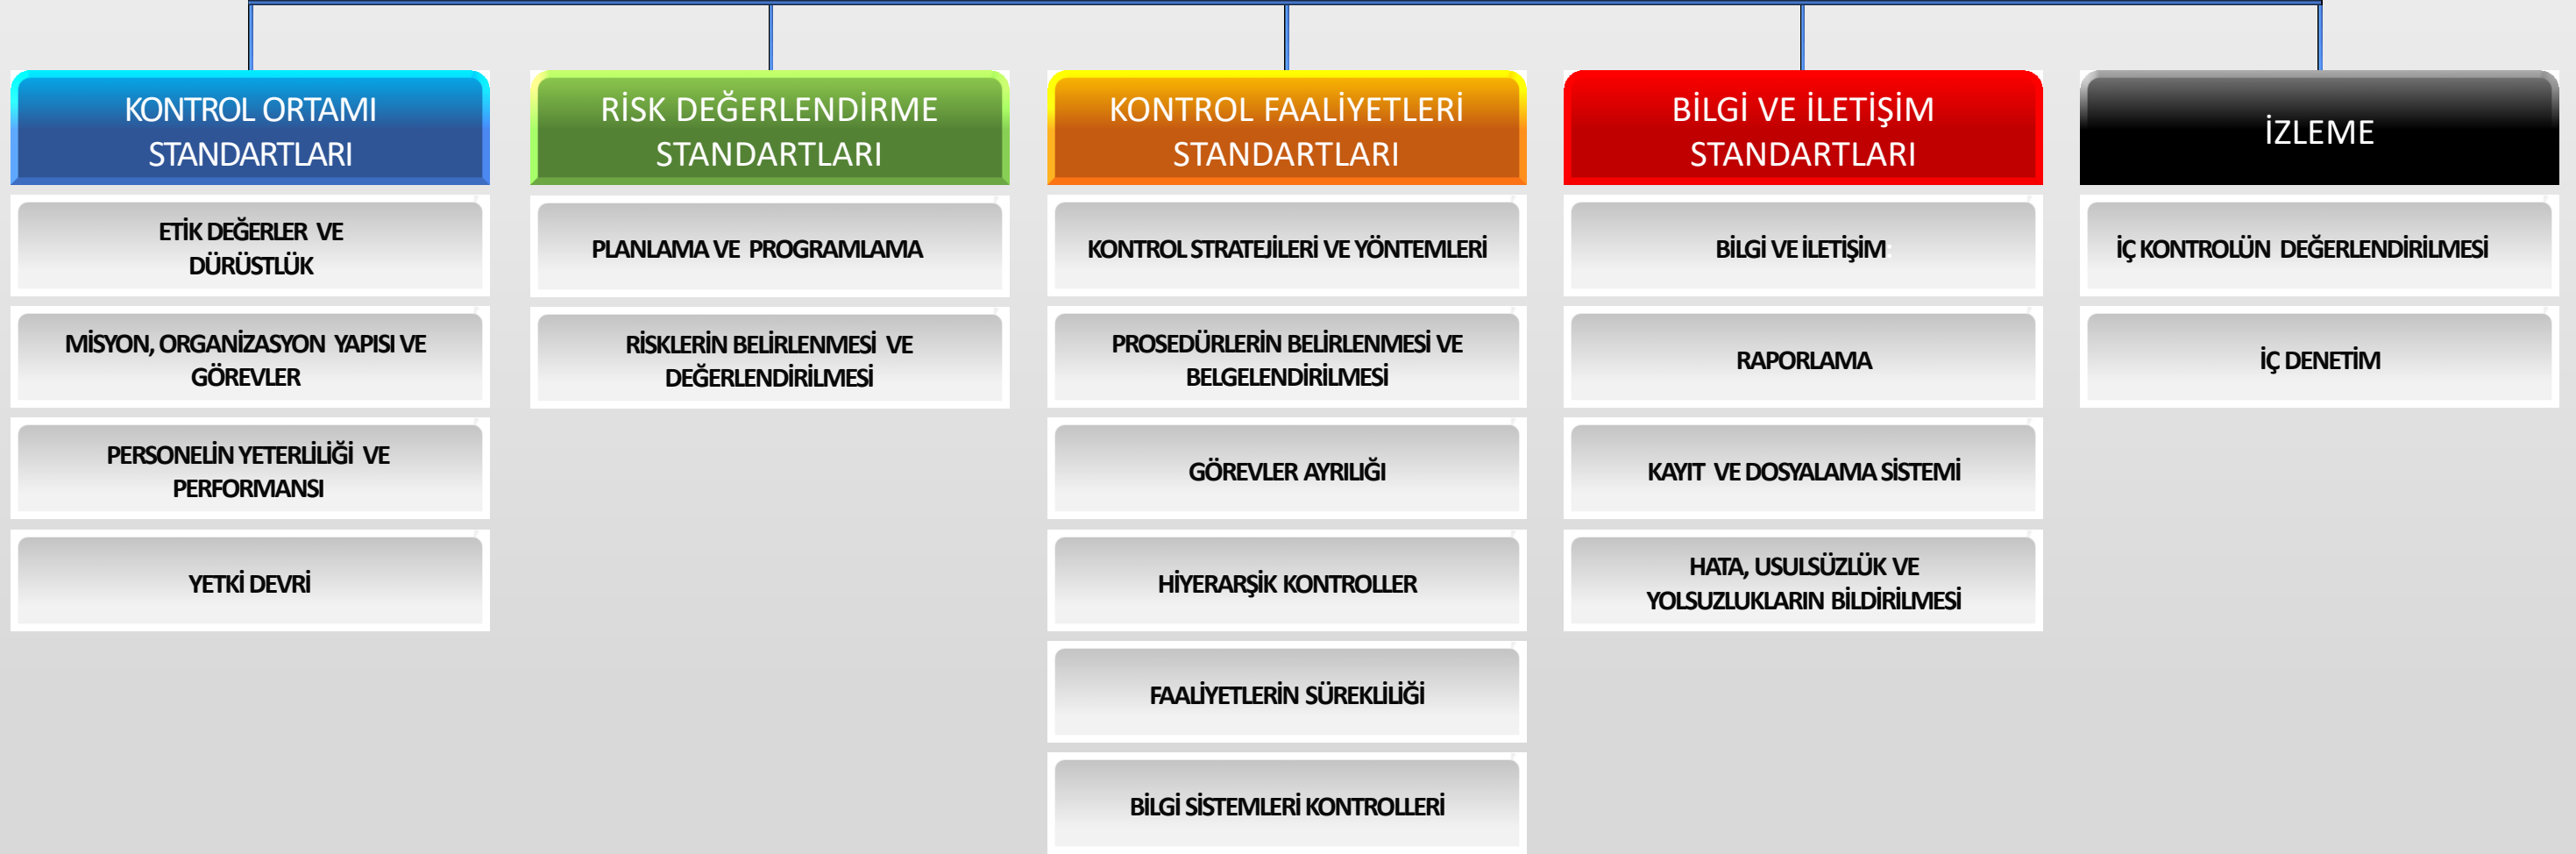 KONTROL ORTAMI
STANDARTLARI
ETİK DEĞERLER VE
DÜRÜSTLÜK
MİSYON, ORGANİZASYON YAPISI VE
GÖREVLER
PERSONELİN YETERLİLİĞİ VE
PERFORMANSI
YETKİ DEVRİ
RİSK DEĞERLENDİRME
STANDARTLARI
PLANLAMA VE PROGRAMLAMA
RİSKLERİN BELİRLENMESİ VE
DEĞERLENDİRİLMESİ
KONTROL FAALİYETLERİ
STANDARTLARI
KONTROL STRATEJİLERİ VE YÖNTEMLERİ
PROSEDÜRLERİN BELİRLENMESİ VE
BELGELENDİRİLMESİ
GÖREVLER AYRILIĞI
HİYERARŞİK KONTROLLER
FAALİYETLERİN SÜREKLİLİĞİ
BİLGİ SİSTEMLERİ KONTROLLERİ
BİLGİ VE İLETİŞİM
STANDARTLARI
BİLGİ VE İLETİŞİM:
RAPORLAMA
KAYIT VE DOSYALAMA SİSTEMİ
HATA, USULSÜZLÜK VE
YOLSUZLUKLARIN BİLDİRİLMESİ
İZLEME
İÇ KONTROLÜN DEĞERLENDİRİLMESİ
İÇ DENETİM